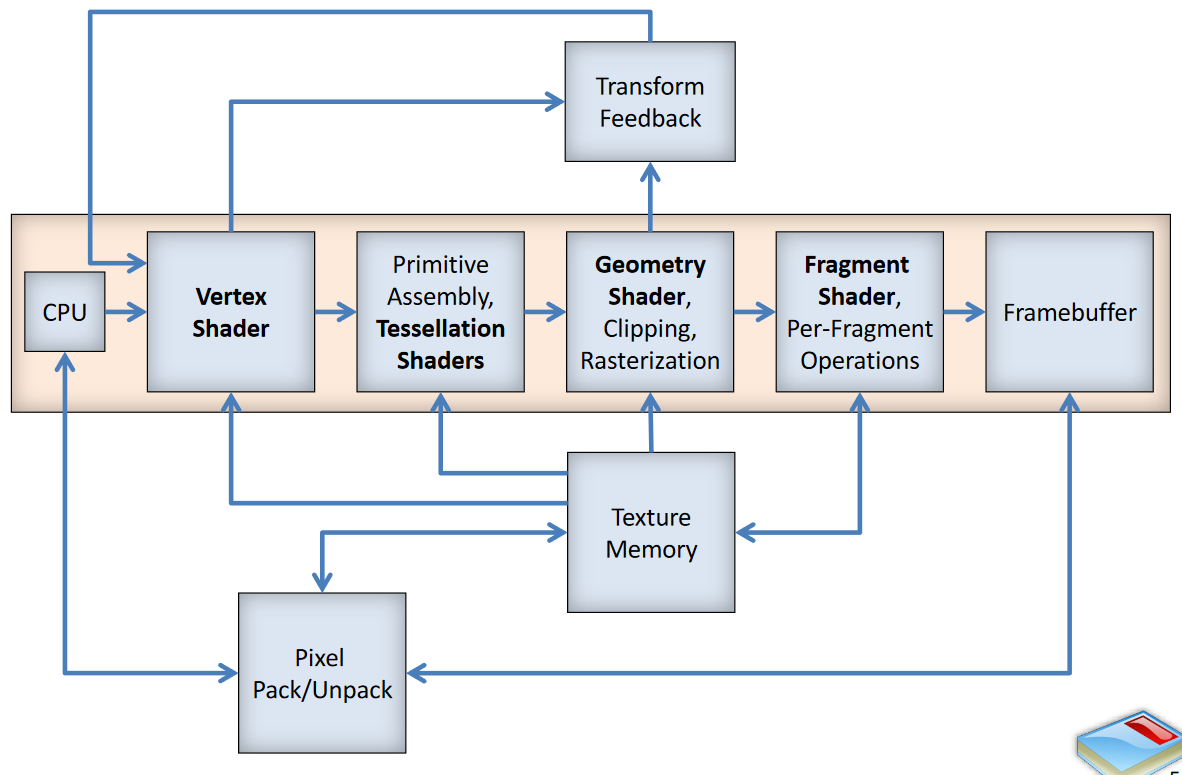 Transform
Feedback
CPU
Vertex
Shader
Primitive
Assembly,
Tessellation
Shaders
Geometry
Shader,
Clipping,
Rasterization
Fragment
Shader,
Per-Fragment
Operations
Framebuffer
Texture
Memory
Pixel
Pack/Unpack